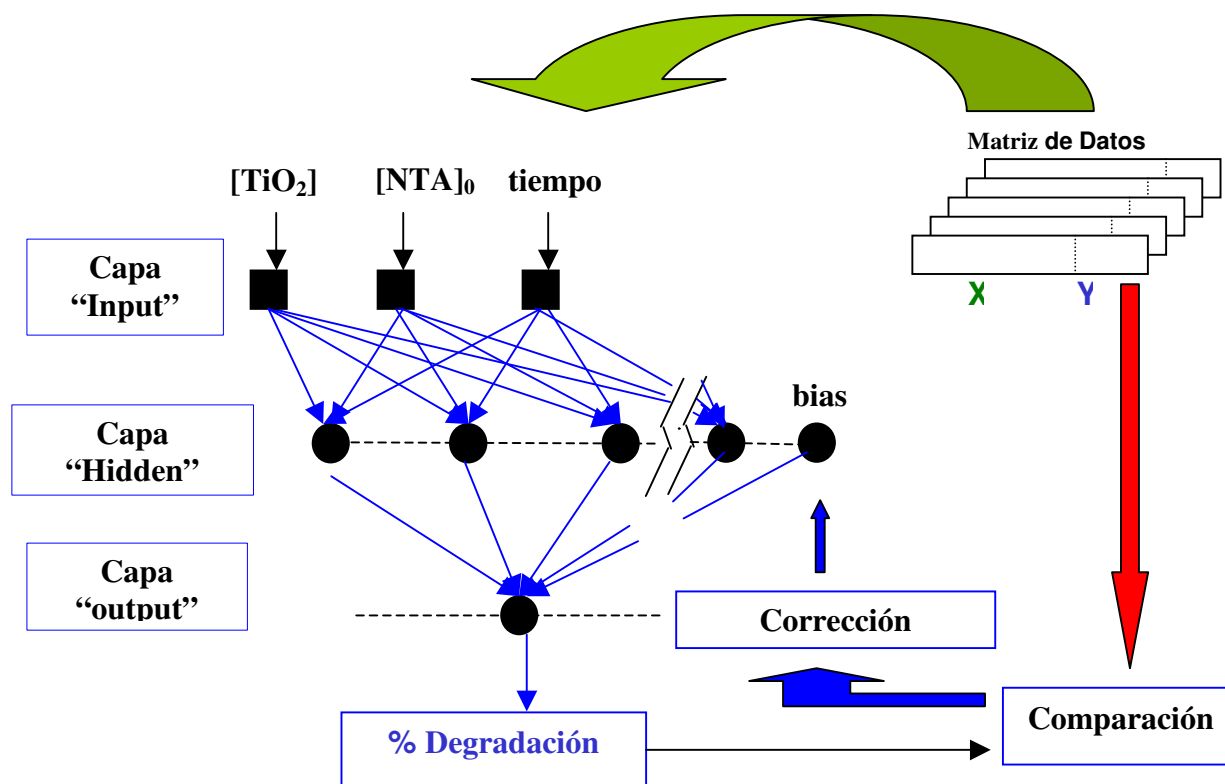 Matriz de Datos
[TiO₂] [NTA]₀ tiempo
Capa
“Input”
X Y
bias
Capa
“Hidden”
Capa
“output”
Corrección
Comparación
% Degradación